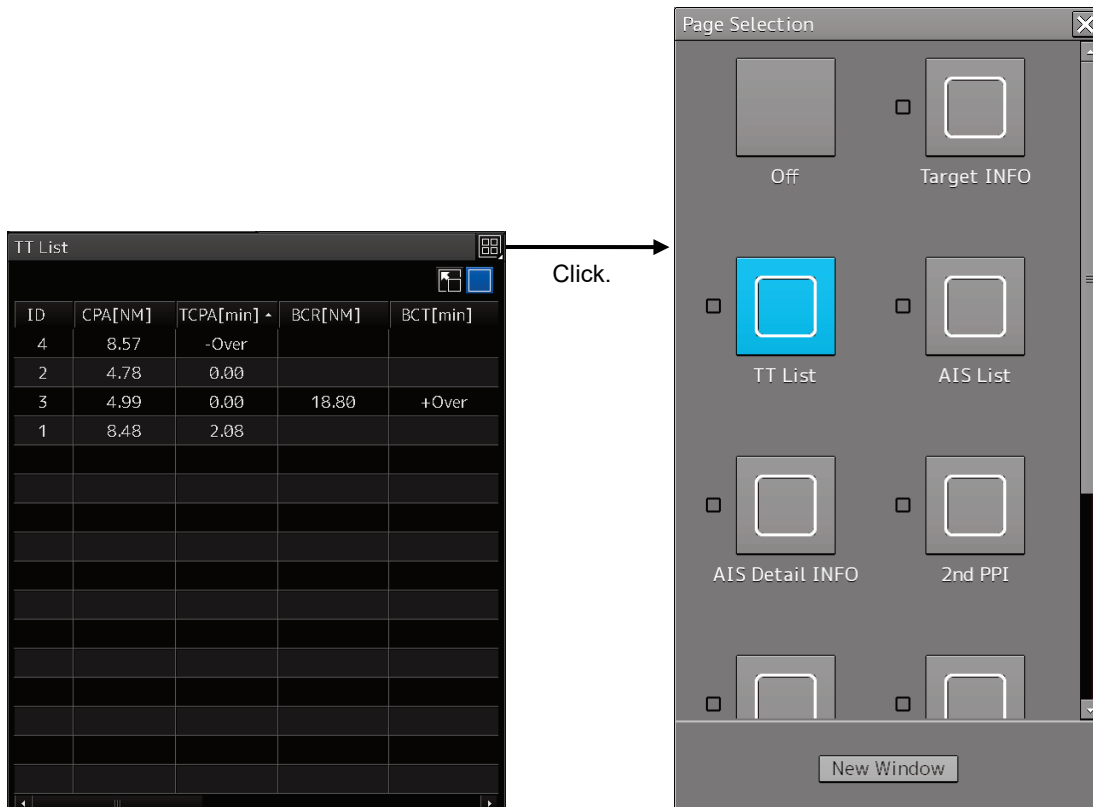 Page Selection
Off
Target INFO
TT List
Click.
ID CPA[NM] TCPA[min] BCR[NM] BCT[min]
4 8.57 -Over
2 4.78 0.00
3 4.99 0.00 18.80 +Over
1 8.48 2.08
TT List
AIS List
AIS Detail INFO
2nd PPI
New Window